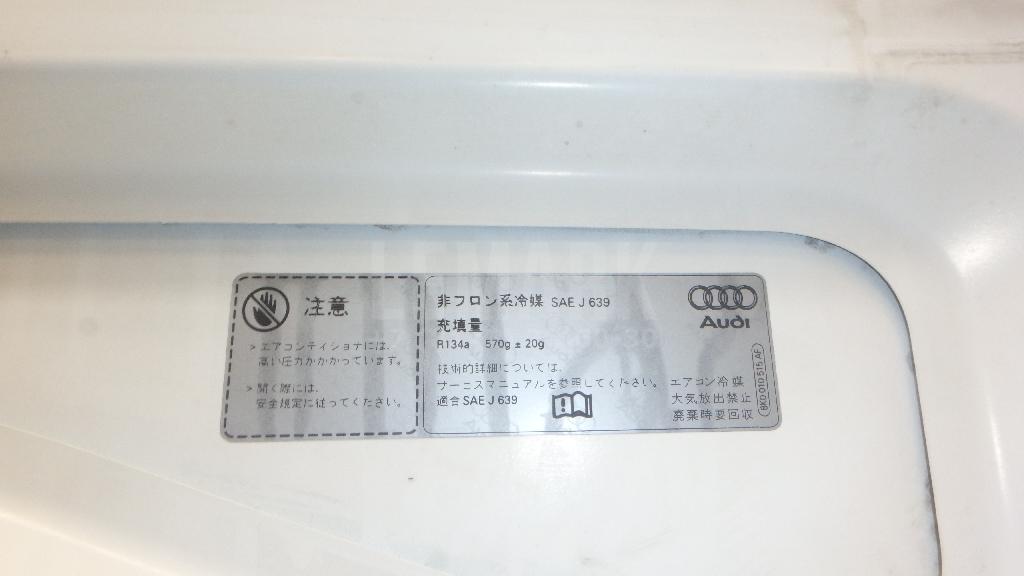 注意
> エアコンディショナには、
高い圧力がかかっています。
> 開く際には、
安全規定に従ってください。
非フロン系冷媒 SAE J 639
充填量
R134a 570g ± 20g
技術的詳細については、
サービスマニュアルを参照してください。
適合 SAE J 639
Audi
エアコン冷媒
大気放出禁止
廃棄時要回収
8K0 010 515 AF
LEMARK